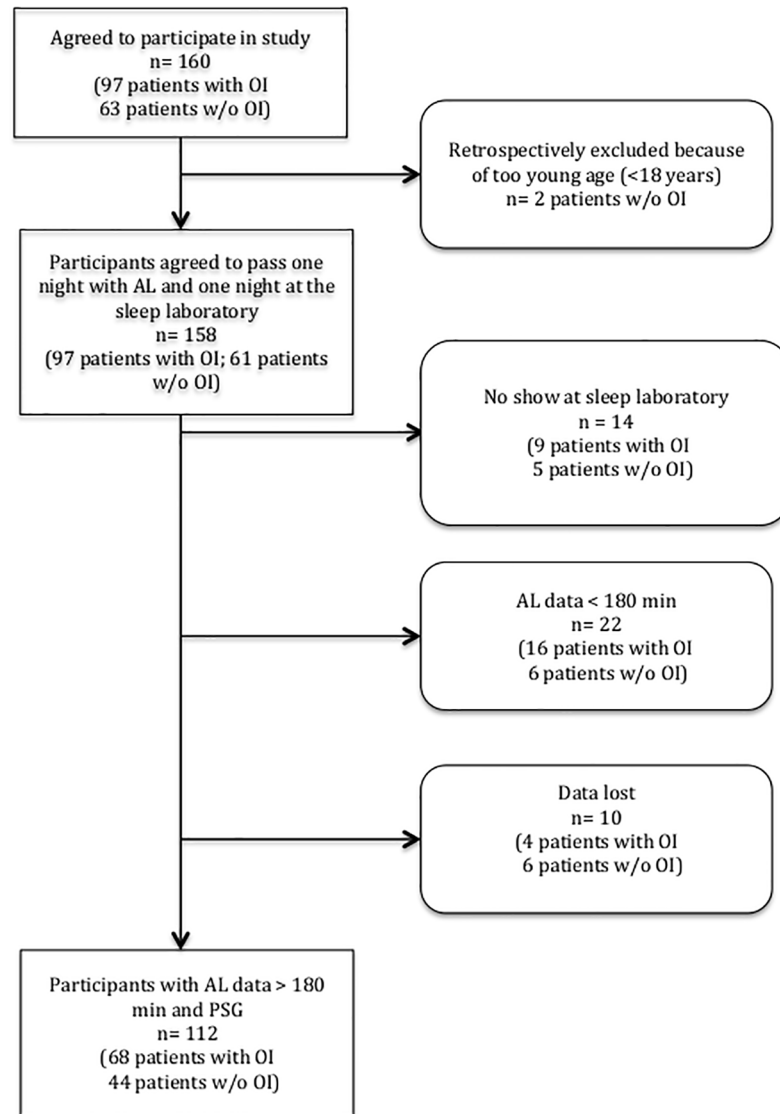 Agreed to participate in study
n= 160
(97 patients with OI
63 patients w/o OI)
Retrospectively excluded because
of too young age (<18 years)
n= 2 patients w/o OI
Participants agreed to pass one
night with AL and one night at the
sleep laboratory
n= 158
(97 patients with OI; 61 patients
w/o OI)
No show at sleep laboratory
n = 14
(9 patients with OI
5 patients w/o OI)
AL data < 180 min
n= 22
(16 patients with OI
6 patients w/o OI)
Data lost
n= 10
(4 patients with OI
6 patients w/o OI)
Participants with AL data > 180
min and PSG
n= 112
(68 patients with OI
44 patients w/o OI)